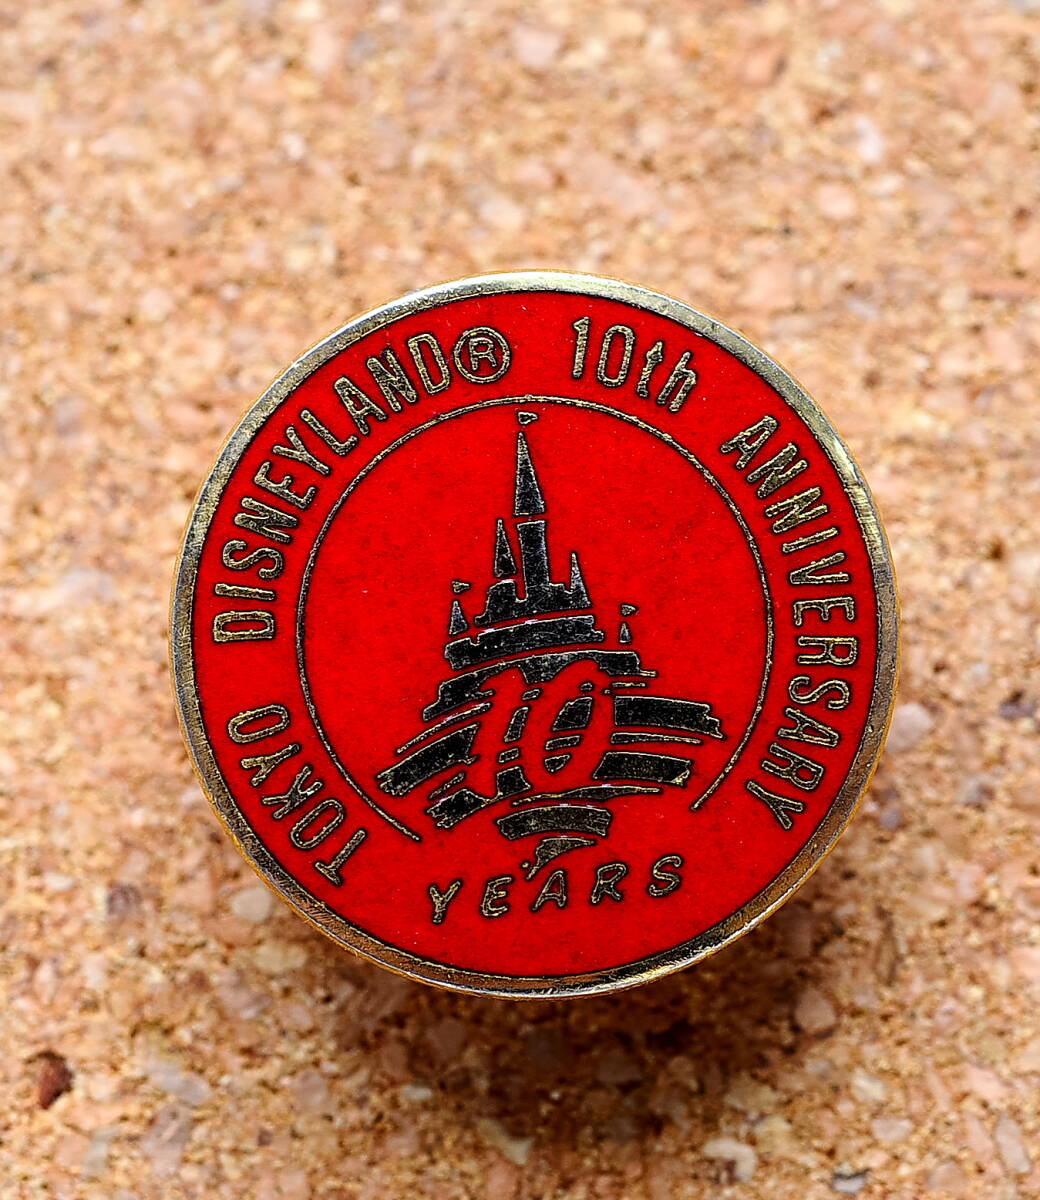 TOKYO DISNEYLAND® 10th ANNIVERSARY
10
YEARS